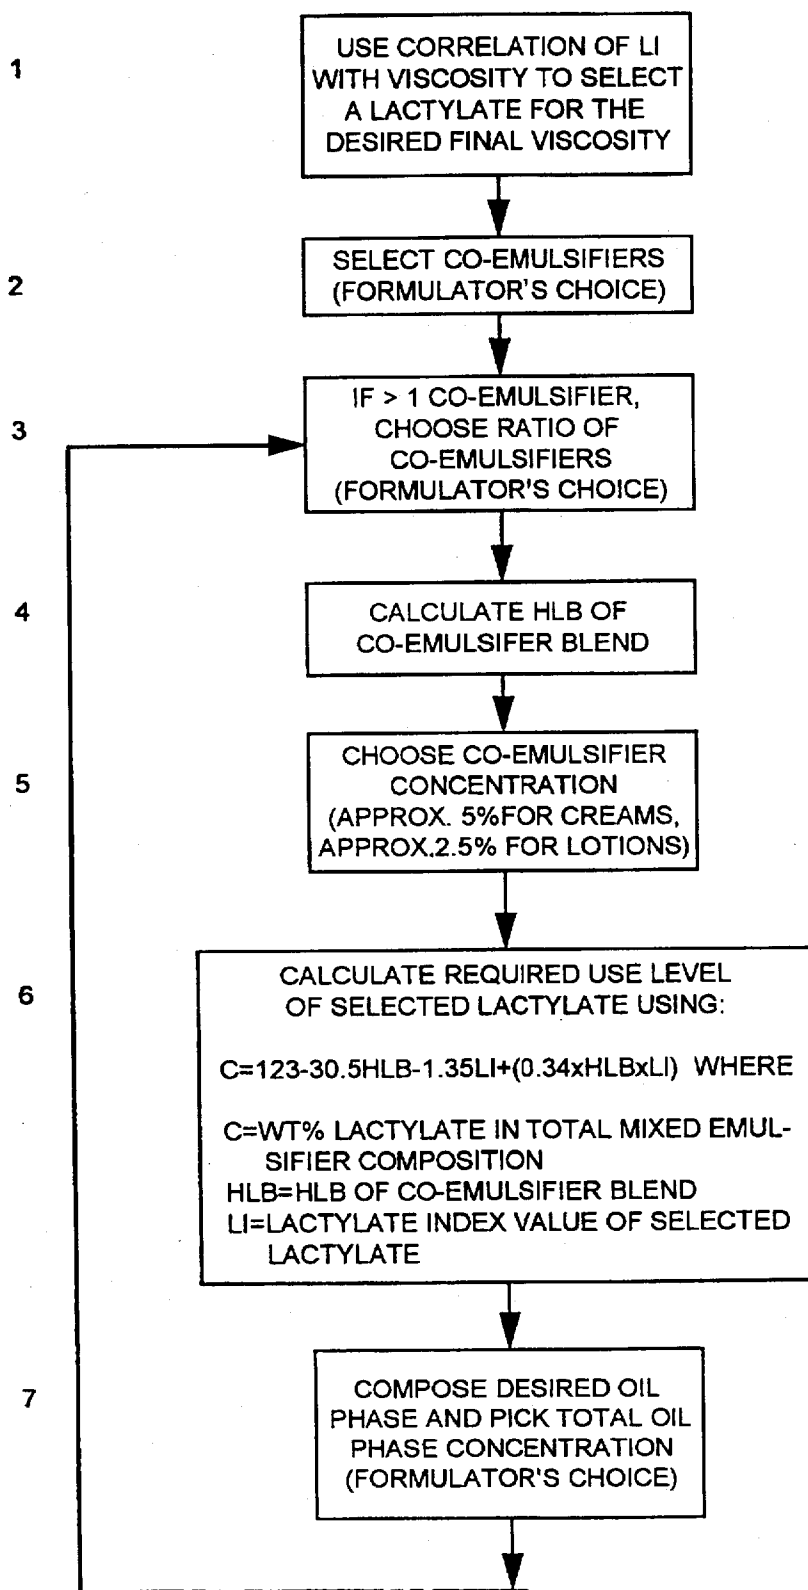 1
USE CORRELATION OF LI
WITH VISCOSITY TO SELECT
A LACTYLATE FOR THE
DESIRED FINAL VISCOSITY
2
SELECT CO-EMULSIFIERS
(FORMULATOR'S CHOICE)
3
IF > 1 CO-EMULSIFIER,
CHOOSE RATIO OF
CO-EMULSIFIERS
(FORMULATOR'S CHOICE)
4
CALCULATE HLB OF
CO-EMULSIFER BLEND
5
CHOOSE CO-EMULSIFIER
CONCENTRATION
(APPROX. 5%FOR CREAMS,
APPROX.2.5% FOR LOTIONS)
6
CALCULATE REQUIRED USE LEVEL
OF SELECTED LACTYLATE USING:
C=123-30.5HLB-1.35LI+(0.34xHLBxLI) WHERE
C=WT% LACTYLATE IN TOTAL MIXED EMUL-
SIFIER COMPOSITION
HLB=HLB OF CO-EMULSIFIER BLEND
LI=LACTYLATE INDEX VALUE OF SELECTED
LACTYLATE
7
COMPOSE DESIRED OIL
PHASE AND PICK TOTAL OIL
PHASE CONCENTRATION
(FORMULATOR'S CHOICE)